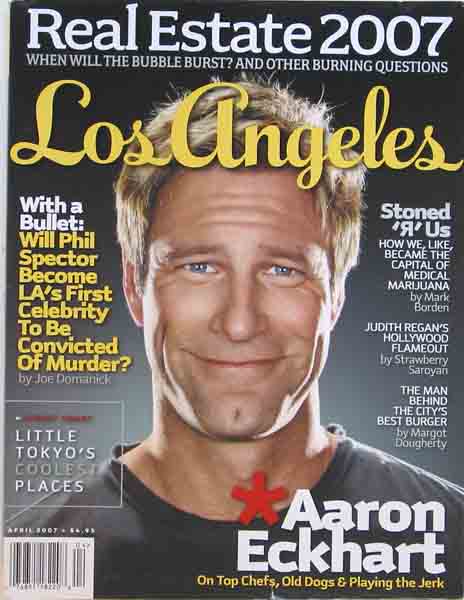 Real Estate 2007
WHEN WILL THE BUBBLE BURST? AND OTHER BURNING QUESTIONS
Los Angeles
With a
Bullet:
Will Phil
Spector
Become
LA's First
Celebrity
To Be
Convicted
Of Murder?
by Joe Domanick
LITTLE
TOKYO'S
COOLEST
PLACES
Stoned
'Я' Us
HOW WE, LIKE,
BECAME THE
CAPITAL OF
MEDICAL
MARIJUANA
by Mark
Borden
JUDITH REGAN'S
HOLLYWOOD
FLAMEOUT
by Strawberry
Saroyan
THE MAN
BEHIND
THE CITY'S
BEST BURGER
by Margot
Dougherty
*Aaron
Eckhart
On Top Chefs, Old Dogs & Playing the Jerk
APRIL 2007 • $4.95
04>